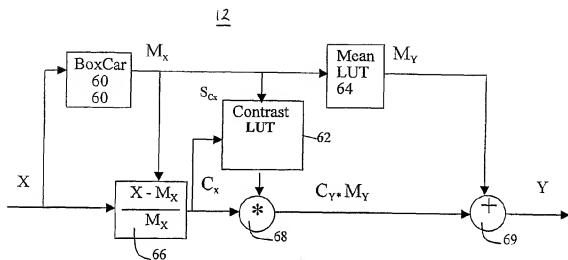 12
BoxCar
60
60
Mx
Mean
LUT
64
MY
SCx
Contrast
LUT
62
X
X - MX
MX
66
Cx
*
68
CY* MY
+
69
Y